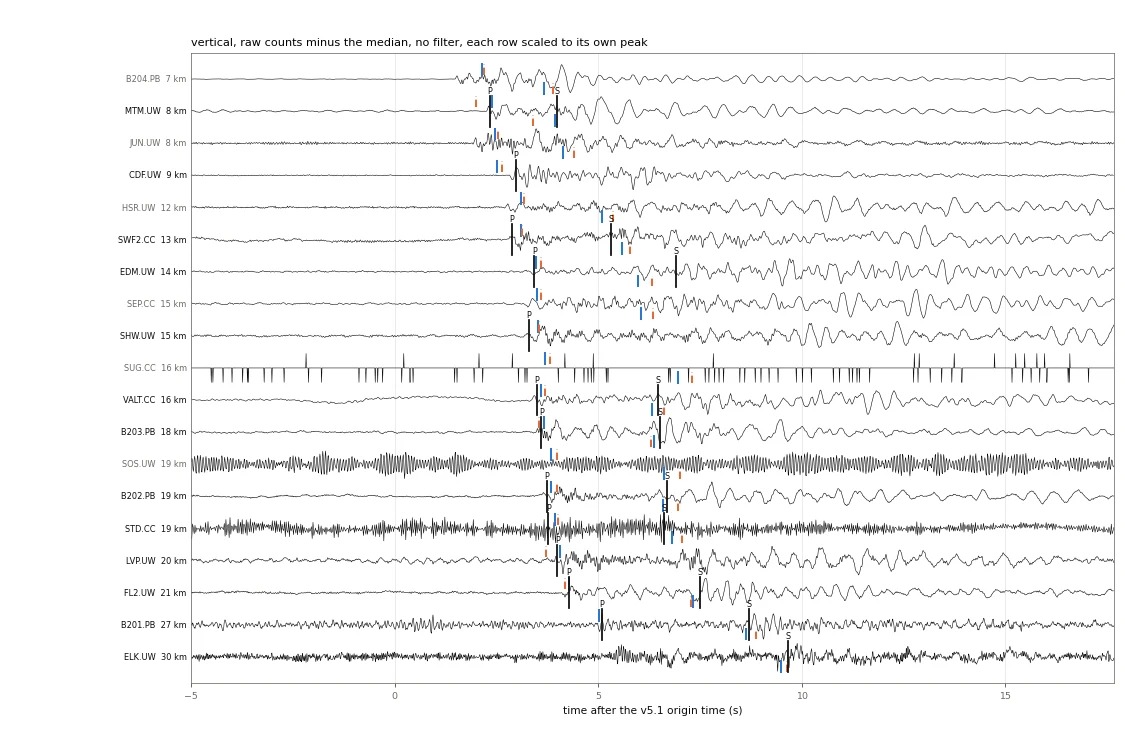 vertical, raw counts minus the median, no filter, each row scaled to its own peak
B204.PB 7 km
P S
MTM.UW 8 km
JUN.UW 8 km
P
CDF.UW 9 km
HSR.UW 12 km
P S
SWF2.CC 13 km
P S
EDM.UW 14 km
SEP.CC 15 km
P
SHW.UW 15 km
SUG.CC 16 km
P S
VALT.CC 16 km
P S
B203.PB 18 km
SOS.UW 19 km
P S
B202.PB 19 km
P S
STD.CC 19 km
P
LVP.UW 20 km
P S
FL2.UW 21 km
P S
B201.PB 27 km
S
ELK.UW 30 km
−5 0 5 10 15
time after the v5.1 origin time (s)